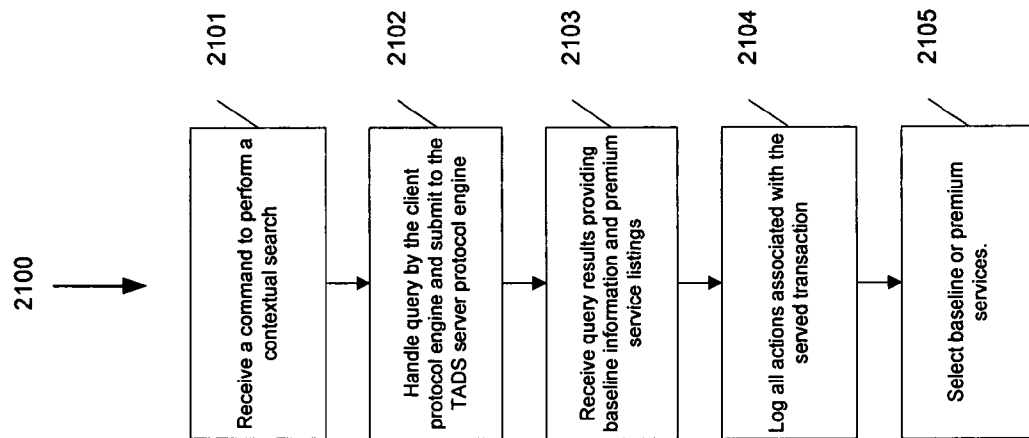 2100
Receive a command to perform a
contextual search
2101
Handle query by the client
protocol engine and submit to the
TADS server protocol engine
2102
Receive query results providing
baseline information and premium
service listings
2103
Log all actions associated with the
served transaction
2104
Select baseline or premium
services.
2105